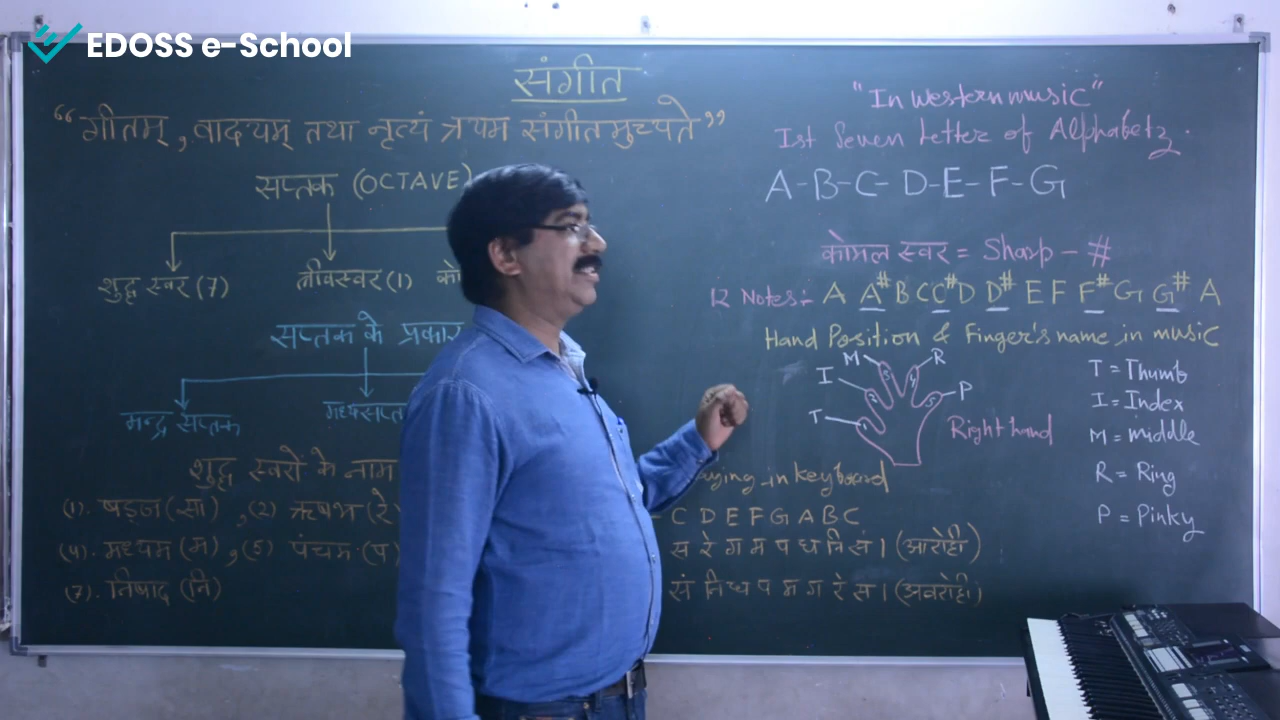 EDOSS e-School
संगीत
“गीतम्, वादयम् तथा नृत्यं त्रयम संगीतमुच्यते”
सप्तक (OCTAVE)
शुद्ध स्वर (7)
तीव्रस्वर (1)
को
सप्तक के प्रकार
मन्द्र सप्तक
मध्यसप्त
शुद्ध स्वरों के नाम
(1). षड्ज (सा) , (2) ऋषभ (रे
(4). मध्यम (म) , (5) पंचम (प)
(7). निषाद (नि)
"In western music"
Ist Seven Letter of Alphabetz.
A-B-C-D-E-F-G
कोमल स्वर = Sharp - #
12 Notes:- A A# B C C# D D# E F F# G G# A
Hand Position & Finger's name in music
M R
I P
T
Right hand
T = Thumb
I = Index
M = middle
R = Ring
P = Pinky
ying in keyboard
C D E F G A B C
स रे ग म प ध नि सं । (आरोही)
सं नि ध प म ग रे स । (अवरोही)